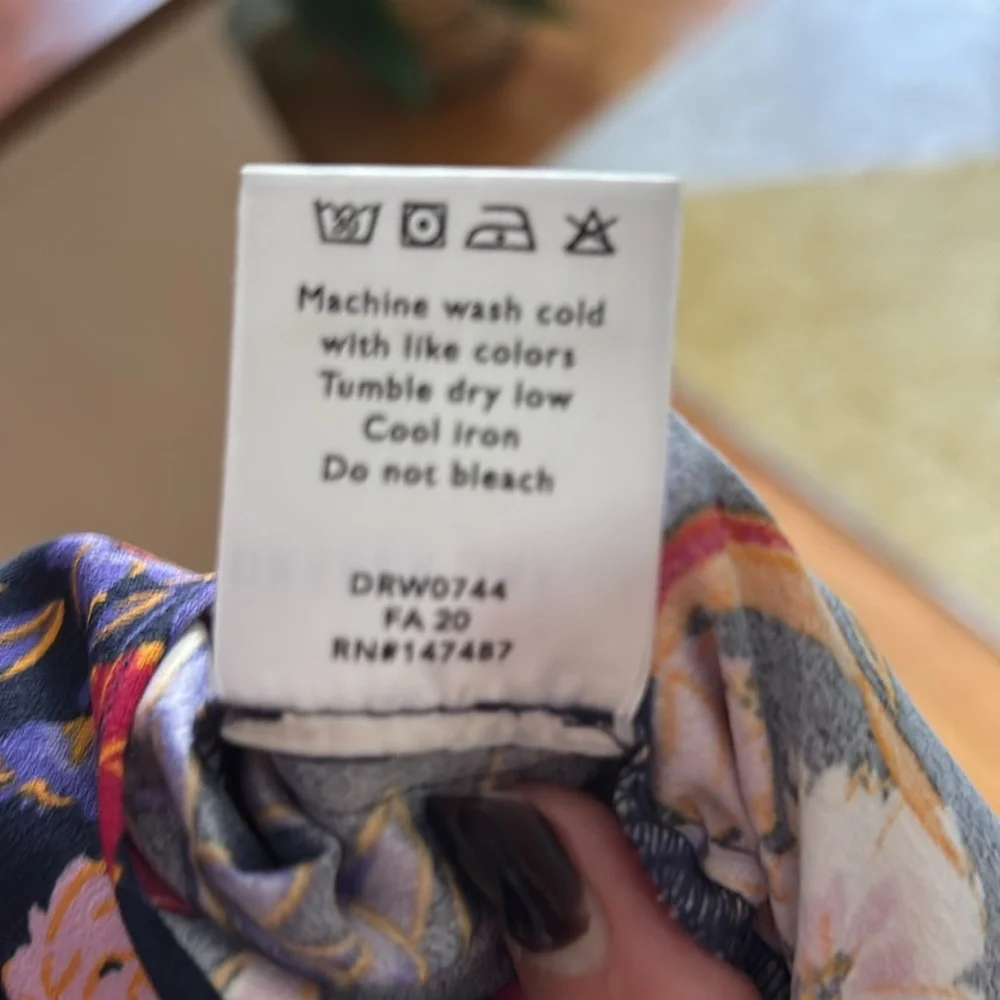 Machine wash cold
with like colors
Tumble dry low
Cool iron
Do not bleach
DRW0744
FA 20
RN#147487